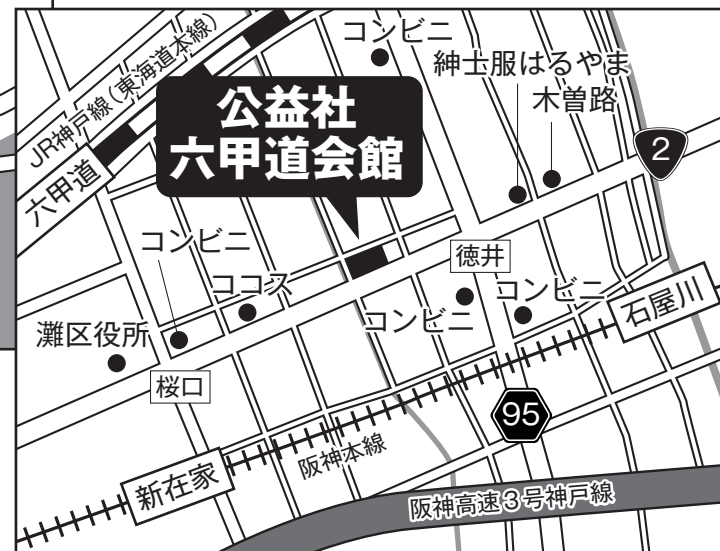 コンビニ
紳士服はるやま
木曽路
JR神戸線(東海道本線)
公益社
六甲道会館
2
六甲道
コンビニ
徳井
ココス
コンビニ
コンビニ
石屋川
灘区役所
桜口
95
阪神本線
新在家
阪神高速3号神戸線